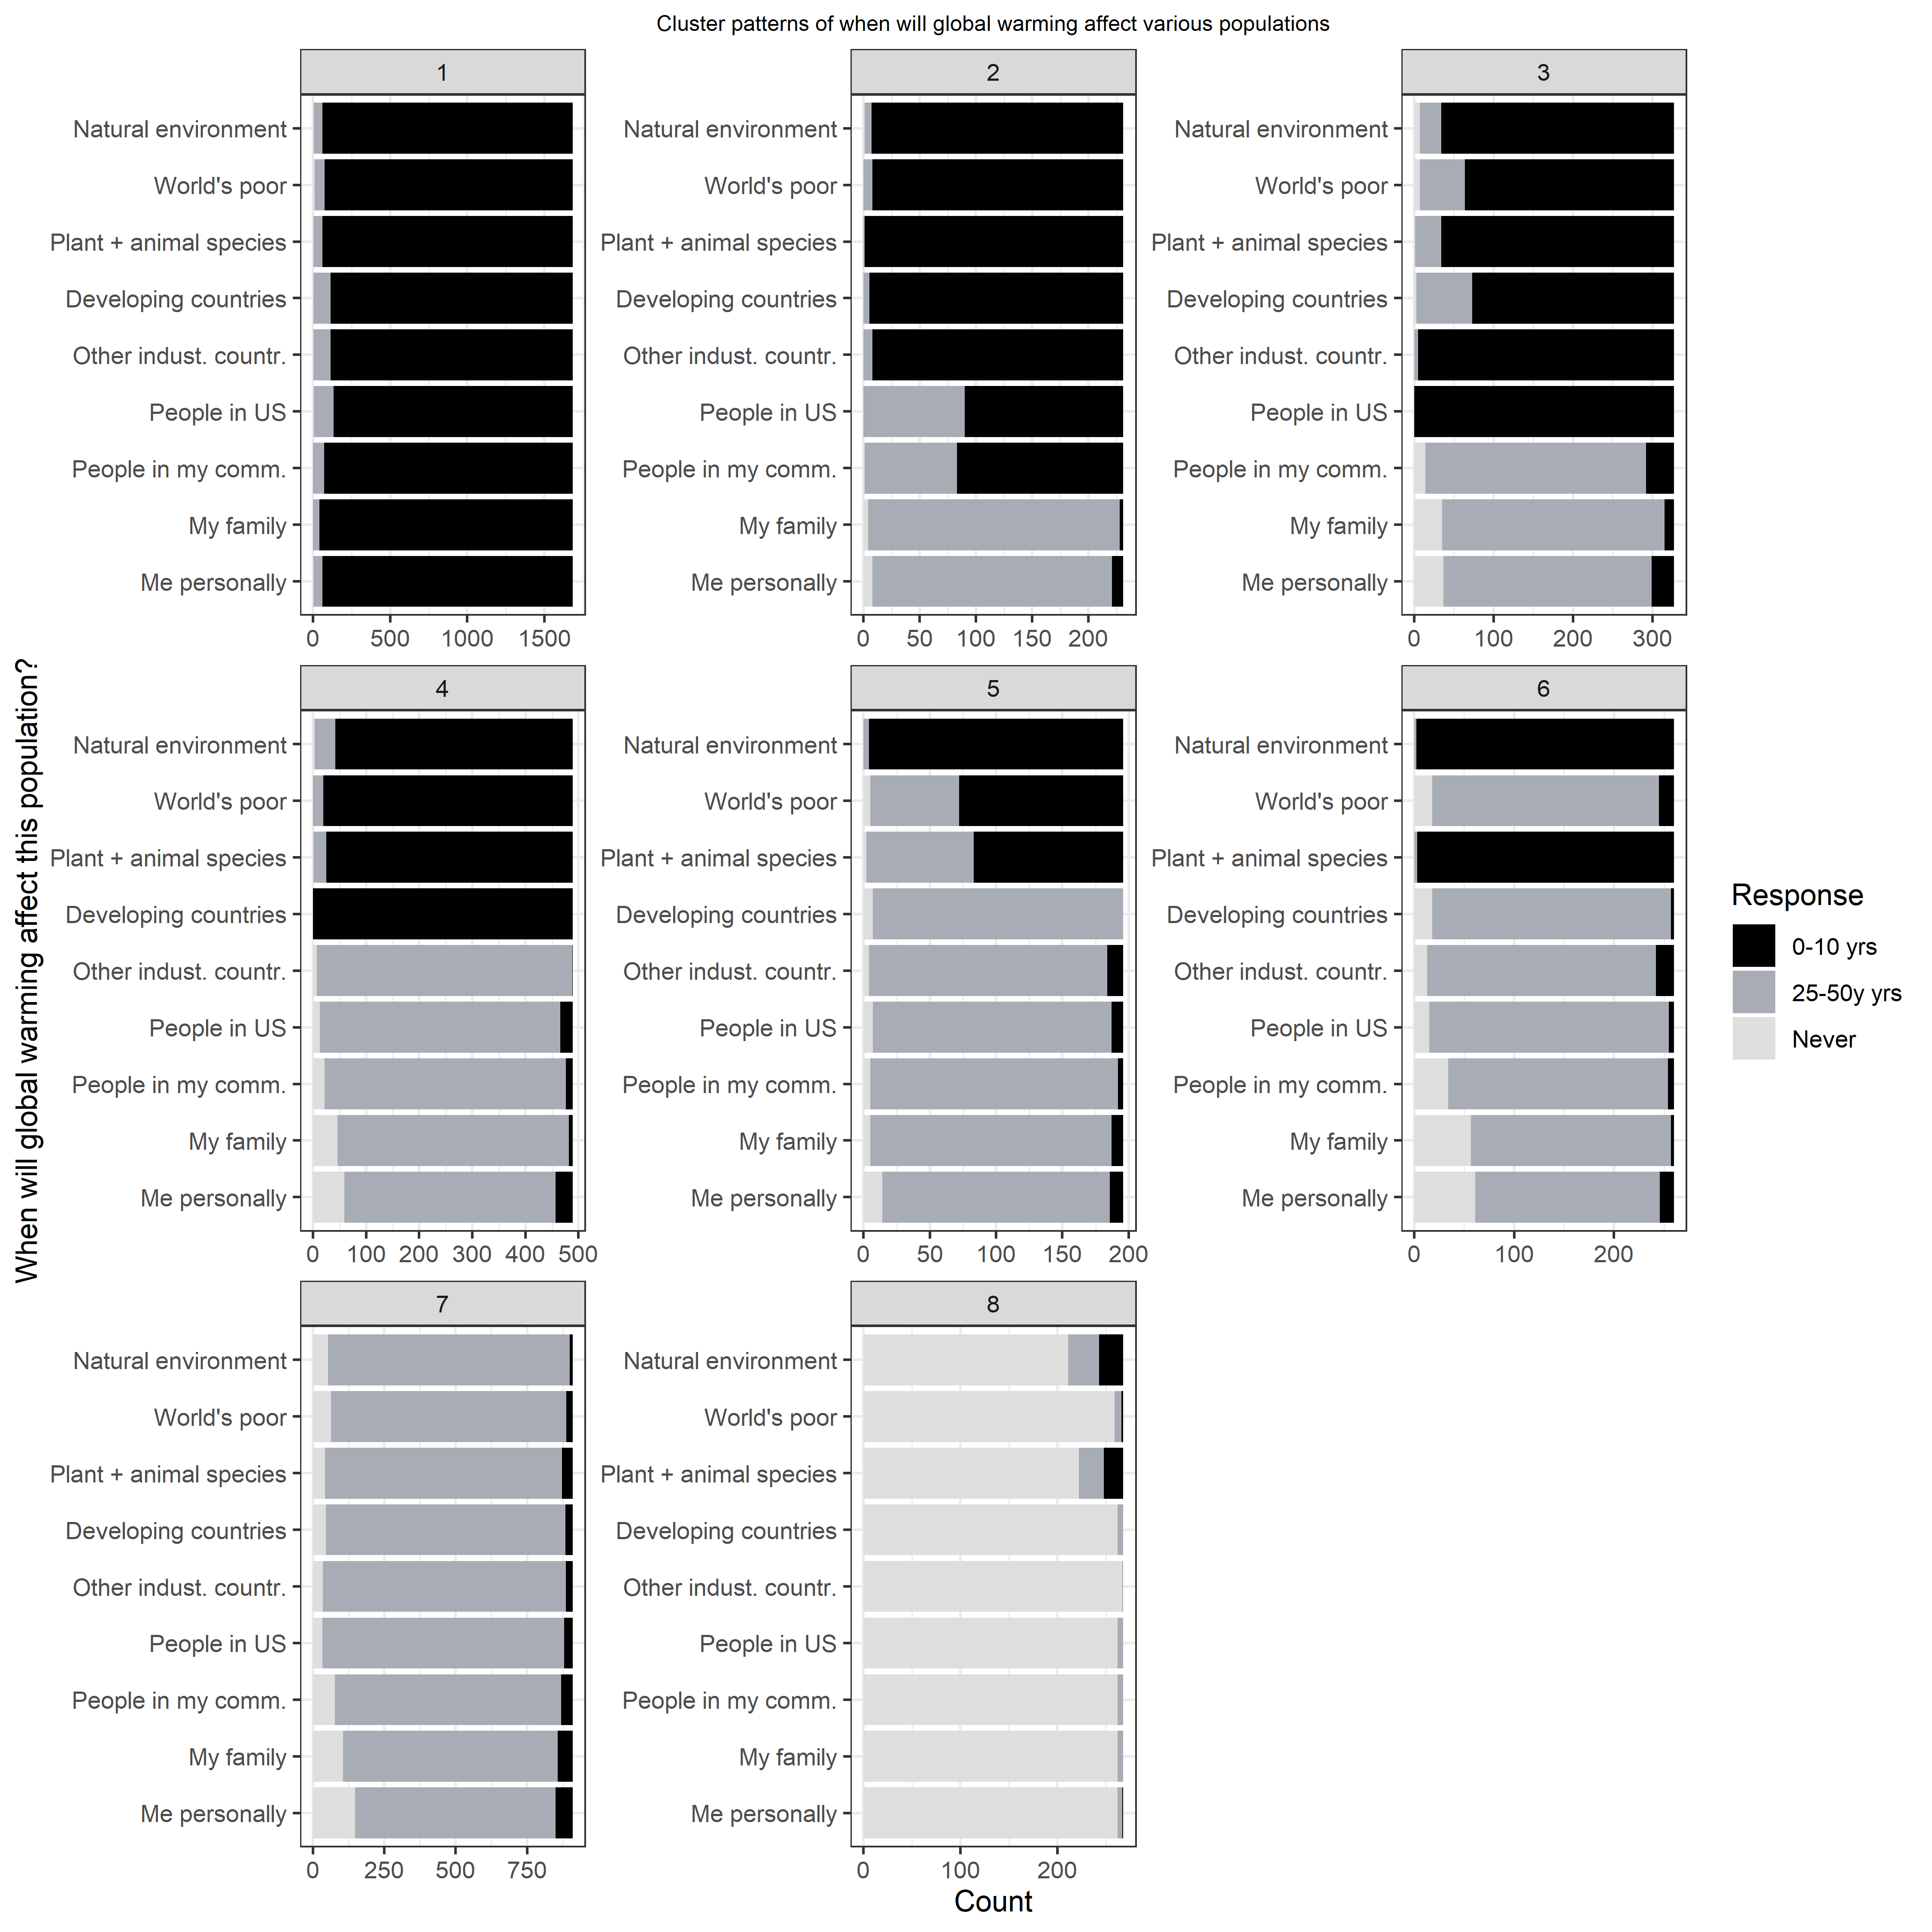 Cluster patterns of when will global warming affect various populations
When will global warming affect this population?
1
Natural environment
World's poor
Plant + animal species
Developing countries
Other indust. countr.
People in US
People in my comm.
My family
Me personally
0 500 1000 1500
2
Natural environment
World's poor
Plant + animal species
Developing countries
Other indust. countr.
People in US
People in my comm.
My family
Me personally
0 50 100 150 200
3
Natural environment
World's poor
Plant + animal species
Developing countries
Other indust. countr.
People in US
People in my comm.
My family
Me personally
0 100 200 300
4
Natural environment
World's poor
Plant + animal species
Developing countries
Other indust. countr.
People in US
People in my comm.
My family
Me personally
0 100 200 300 400 500
5
Natural environment
World's poor
Plant + animal species
Developing countries
Other indust. countr.
People in US
People in my comm.
My family
Me personally
0 50 100 150 200
6
Natural environment
World's poor
Plant + animal species
Developing countries
Other indust. countr.
People in US
People in my comm.
My family
Me personally
0 100 200
7
Natural environment
World's poor
Plant + animal species
Developing countries
Other indust. countr.
People in US
People in my comm.
My family
Me personally
0 250 500 750
8
Natural environment
World's poor
Plant + animal species
Developing countries
Other indust. countr.
People in US
People in my comm.
My family
Me personally
0 100 200
Count
Response
0-10 yrs
25-50y yrs
Never